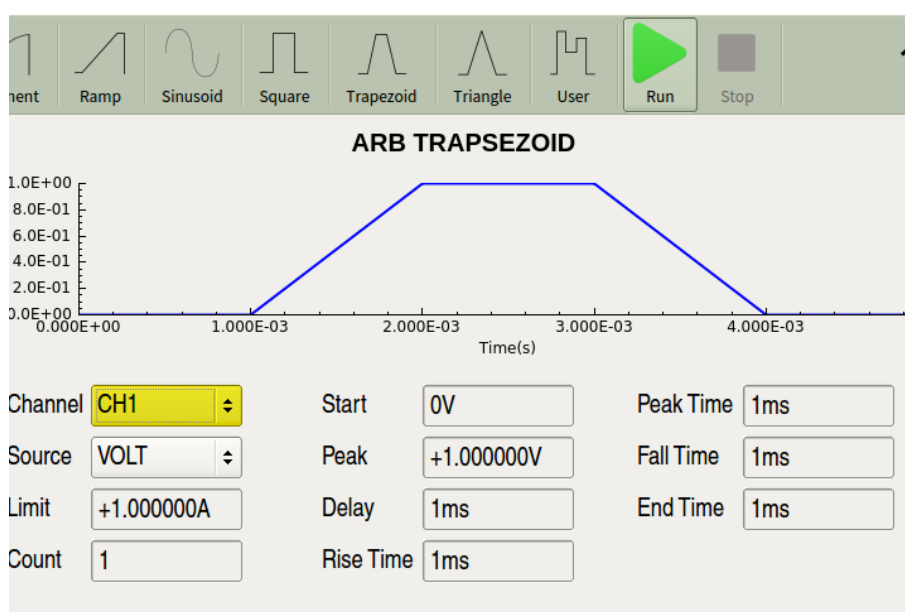 nent Ramp Sinusoid Square Trapezoid Triangle User Run Stop
ARB TRAPSEZOID
1.0E+00
8.0E-01
6.0E-01
4.0E-01
2.0E-01
0.0E+00
0.000E+00 1.000E-03 2.000E-03 3.000E-03 4.000E-03
Time(s)
Channel CH1 Start 0V Peak Time 1ms
Source VOLT Peak +1.000000V Fall Time 1ms
Limit +1.000000A Delay 1ms End Time 1ms
Count 1 Rise Time 1ms